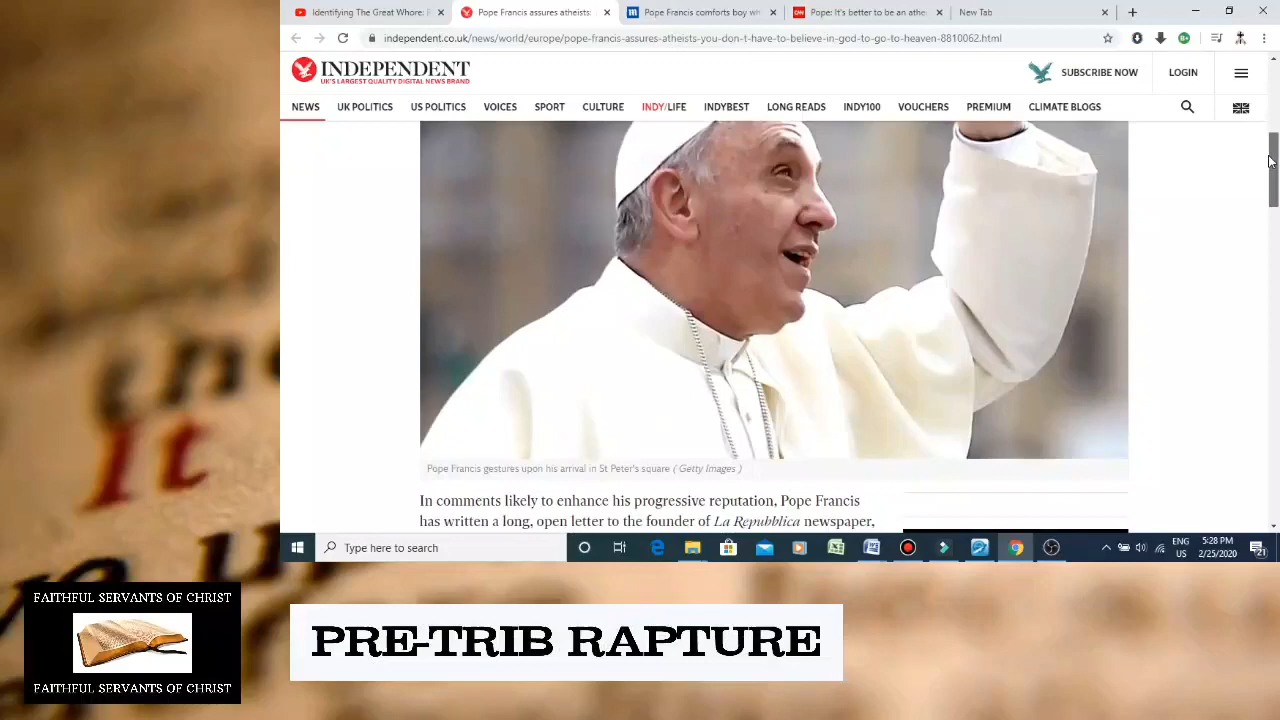 Identifying The Great Whore: F
Pope Francis assures atheists:
Pope Francis comforts boy wh
Pope: It's better to be an athe
New Tab
independent.co.uk/news/world/europe/pope-francis-assures-atheists-you-don-t-have-to-believe-in-god-to-go-to-heaven-8810062.html
INDEPENDENT
UK'S LARGEST QUALITY DIGITAL NEWS BRAND
SUBSCRIBE NOW
LOGIN
NEWS UK POLITICS US POLITICS VOICES SPORT CULTURE INDY/LIFE INDYBEST LONG READS INDY100 VOUCHERS PREMIUM CLIMATE BLOGS
Pope Francis gestures upon his arrival in St Peter's square ( Getty Images )
In comments likely to enhance his progressive reputation, Pope Francis
has written a long, open letter to the founder of La Repubblica newspaper,
Type here to search
ENG
US
5:28 PM
2/25/2020
21
the
It
FAITHFUL SERVANTS OF CHRIST
FAITHFUL SERVANTS OF CHRIST
PRE-TRIB RAPTURE